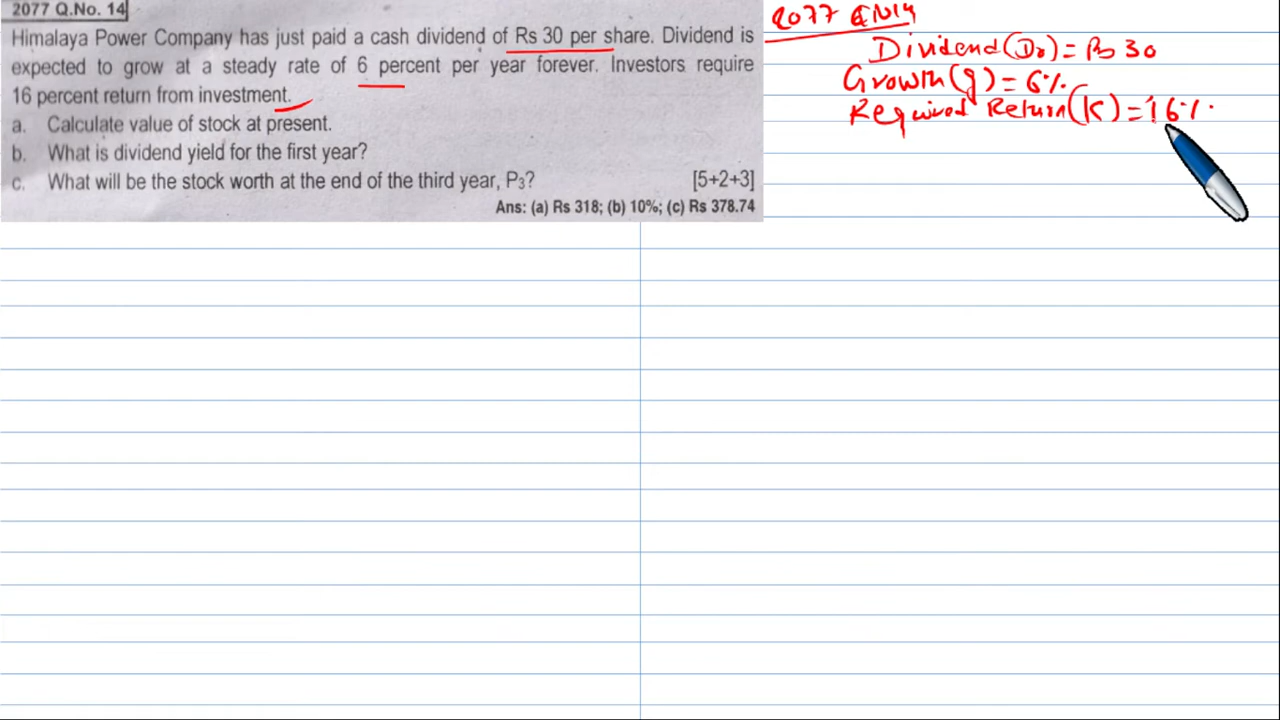 2077 Q.No. 14
Himalaya Power Company has just paid a cash dividend of Rs 30 per share. Dividend is
expected to grow at a steady rate of 6 percent per year forever. Investors require
16 percent return from investment.
a. Calculate value of stock at present.
b. What is dividend yield for the first year?
c. What will be the stock worth at the end of the third year, P₃? [5+2+3]
Ans: (a) Rs 318; (b) 10%; (c) Rs 378.74
2077 Q.N.14
Dividend (D₀) = Rs 30
Growth (g) = 6%.
Required Return (K) = 16%.